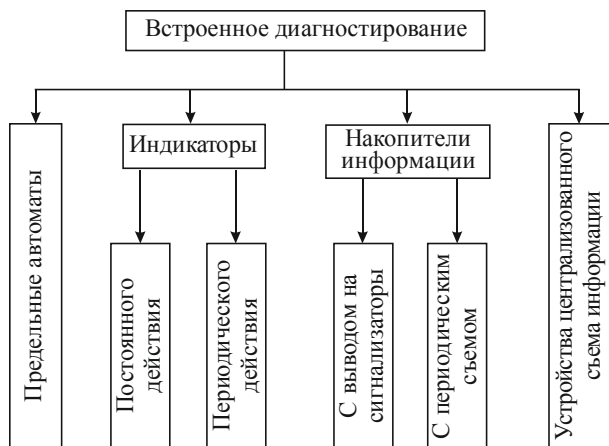 Встроенное диагностирование
Предельные автоматы
Индикаторы
Постоянного
действия
Периодического
действия
Накопители
информации
С выводом на
сигнализаторы
С периодическим
съемом
Устройства централизованного
съема информации